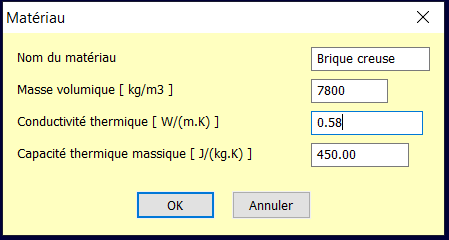 Matériau
Nom du matériau Brique creuse
Masse volumique [ kg/m3 ] 7800
Conductivité thermique [ W/(m.K) ] 0.58
Capacité thermique massique [ J/(kg.K) ] 450.00
OK Annuler